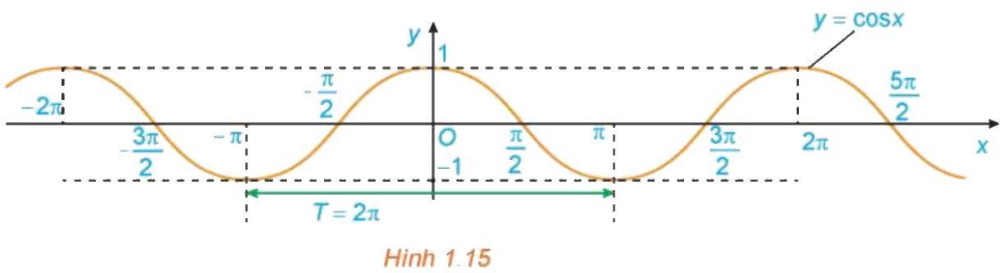 y = cosx
y
1
-2π
-π/2
5π/2
-3π/2
-π
O
π/2
π
3π/2
2π
x
-1
T = 2π
Hình 1.15